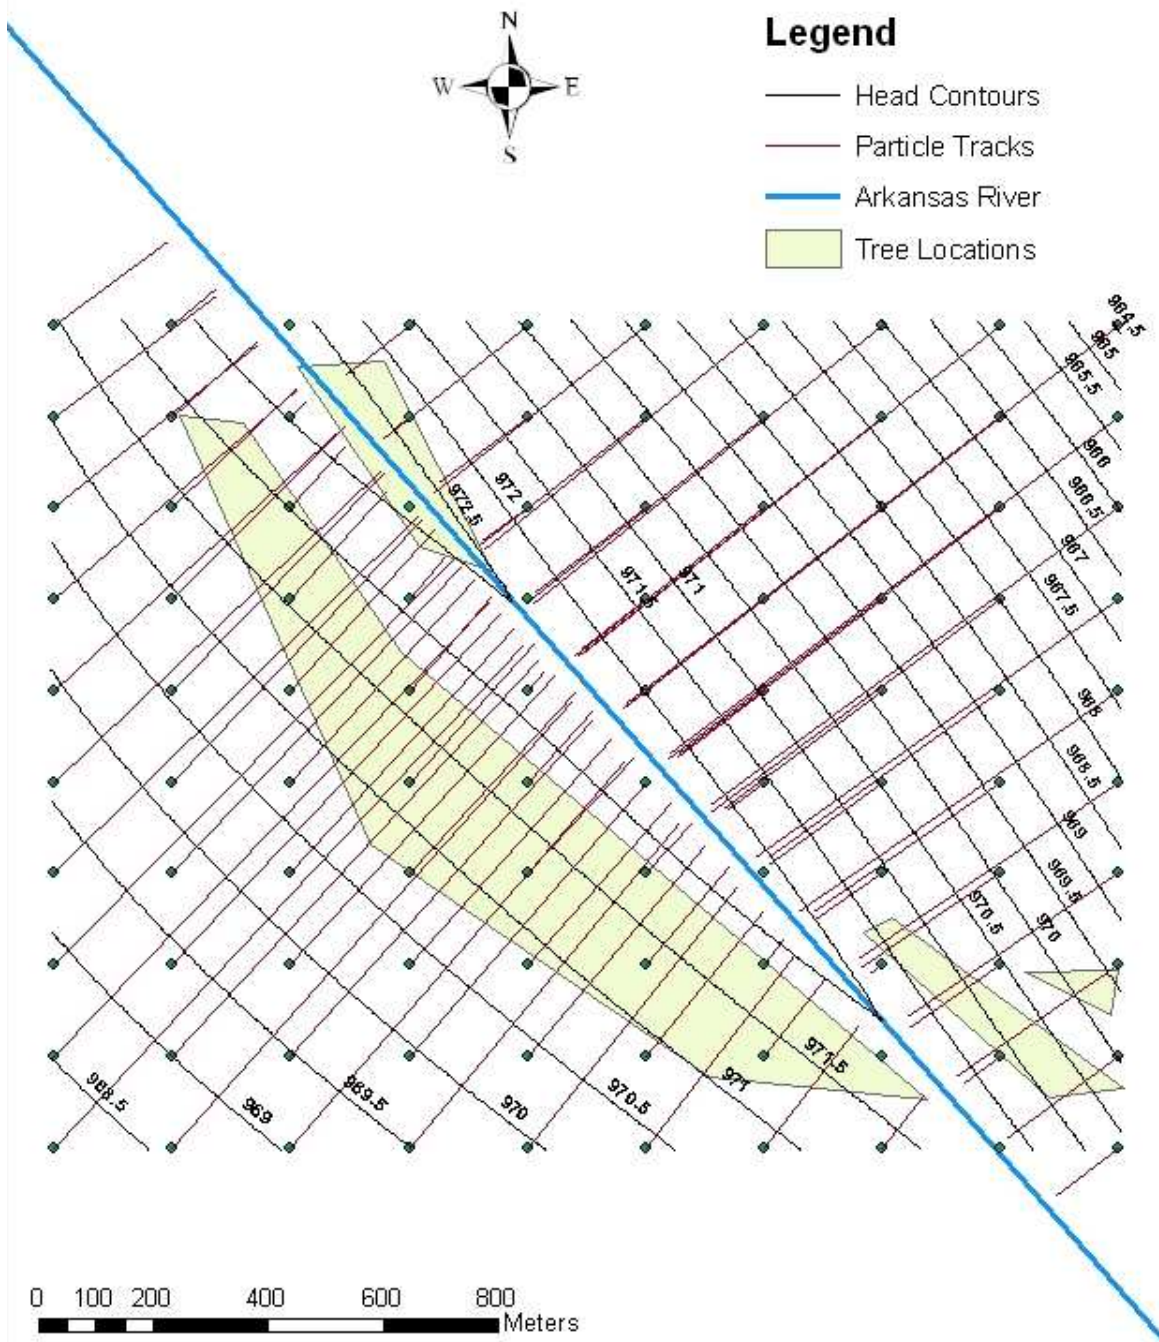 N
W E
S
Legend
Head Contours
Particle Tracks
Arkansas River
Tree Locations
964.5
965
965.5
966
966.5
967
967.5
968
968.5
969
969.5
970
970.5
972
972.5
971
971.5
971.5
971
970.5
970
969.5
969
968.5
0 100 200 400 600 800
Meters